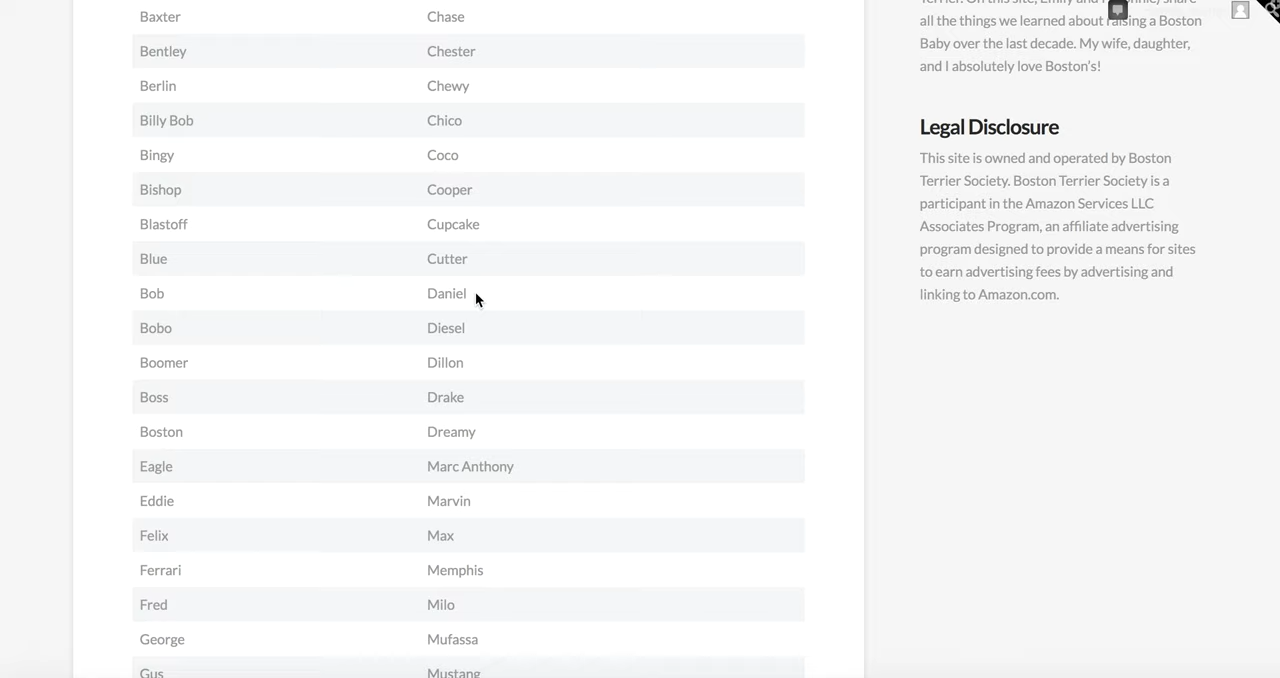 Baxter Chase
Bentley Chester
Berlin Chewy
Billy Bob Chico
Bingy Coco
Bishop Cooper
Blastoff Cupcake
Blue Cutter
Bob Daniel
Bobo Diesel
Boomer Dillon
Boss Drake
Boston Dreamy
Eagle Marc Anthony
Eddie Marvin
Felix Max
Ferrari Memphis
Fred Milo
George Mufassa
Gus Mustang
all the things we learned about raising a Boston
Baby over the last decade. My wife, daughter,
and I absolutely love Boston's!
Legal Disclosure
This site is owned and operated by Boston
Terrier Society. Boston Terrier Society is a
participant in the Amazon Services LLC
Associates Program, an affiliate advertising
program designed to provide a means for sites
to earn advertising fees by advertising and
linking to Amazon.com.